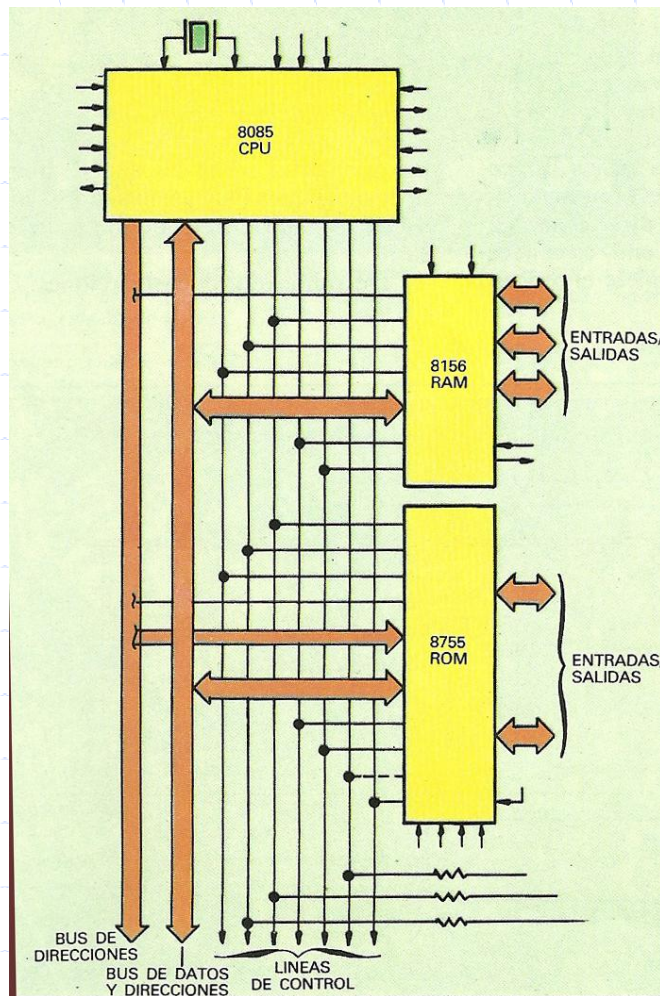 8085
CPU
8156
RAM
ENTRADAS/
SALIDAS
8755
ROM
ENTRADAS/
SALIDAS
BUS DE
DIRECCIONES
BUS DE DATOS
Y DIRECCIONES
LINEAS
DE CONTROL